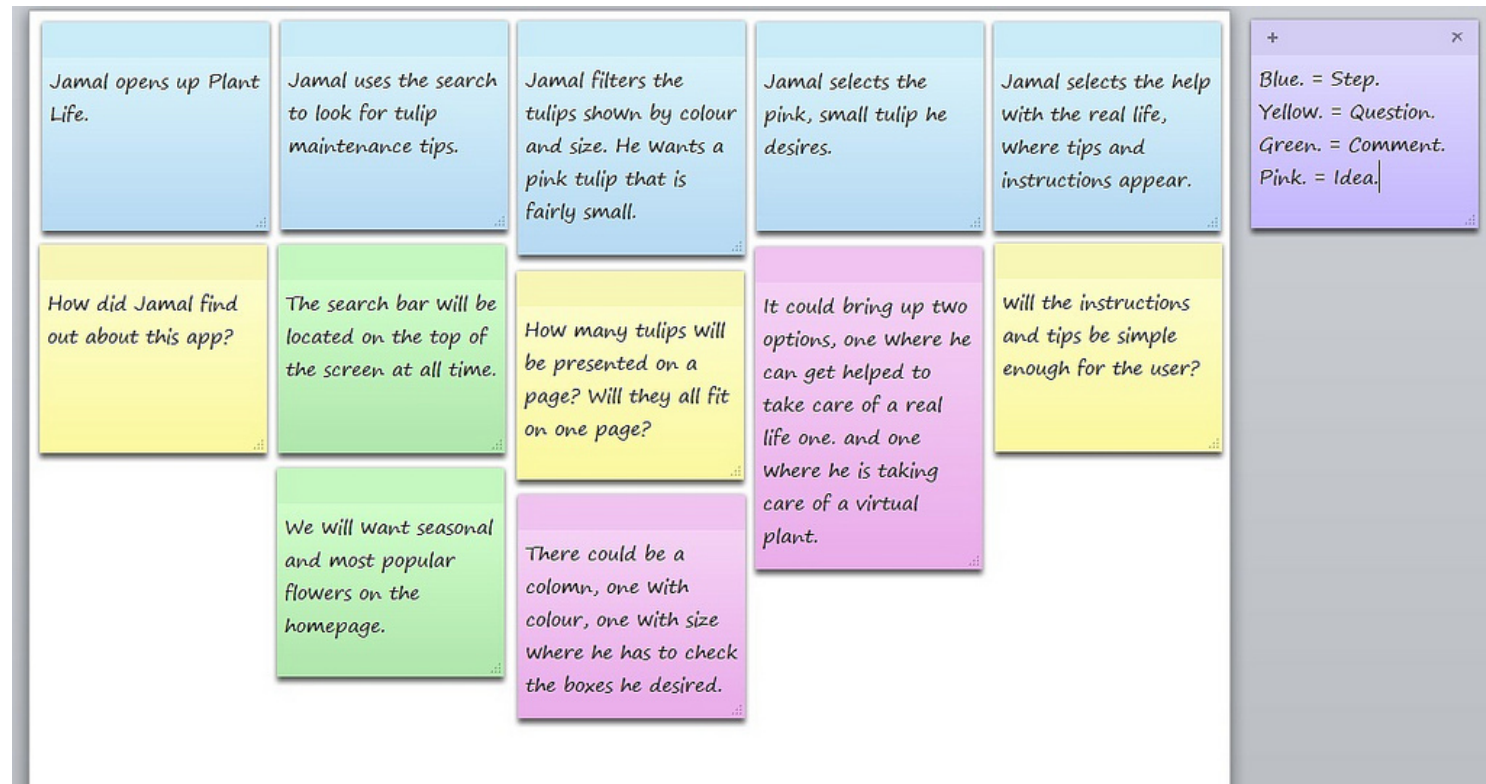 Jamal opens up Plant
Life.
Jamal uses the search
to look for tulip
maintenance tips.
Jamal filters the
tulips shown by colour
and size. He wants a
pink tulip that is
fairly small.
Jamal selects the
pink, small tulip he
desires.
Jamal selects the help
with the real life,
where tips and
instructions appear.
+
×
Blue. = Step.
Yellow. = Question.
Green. = Comment.
Pink. = Idea.
How did Jamal find
out about this app?
The search bar will be
located on the top of
the screen at all time.
How many tulips will
be presented on a
page? Will they all fit
on one page?
It could bring up two
options, one where he
can get helped to
take care of a real
life one. and one
where he is taking
care of a virtual
plant.
Will the instructions
and tips be simple
enough for the user?
We will want seasonal
and most popular
flowers on the
homepage.
There could be a
colomn, one with
colour, one with size
where he has to check
the boxes he desired.